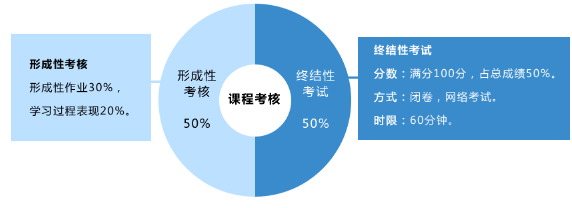 形成性考核
形成性作业30%，
学习过程表现20%。
形成性
考核
50%
课程考核
终结性
考试
50%
终结性考试
分数：满分100分，占总成绩50%。
方式：闭卷，网络考试。
时限：60分钟。